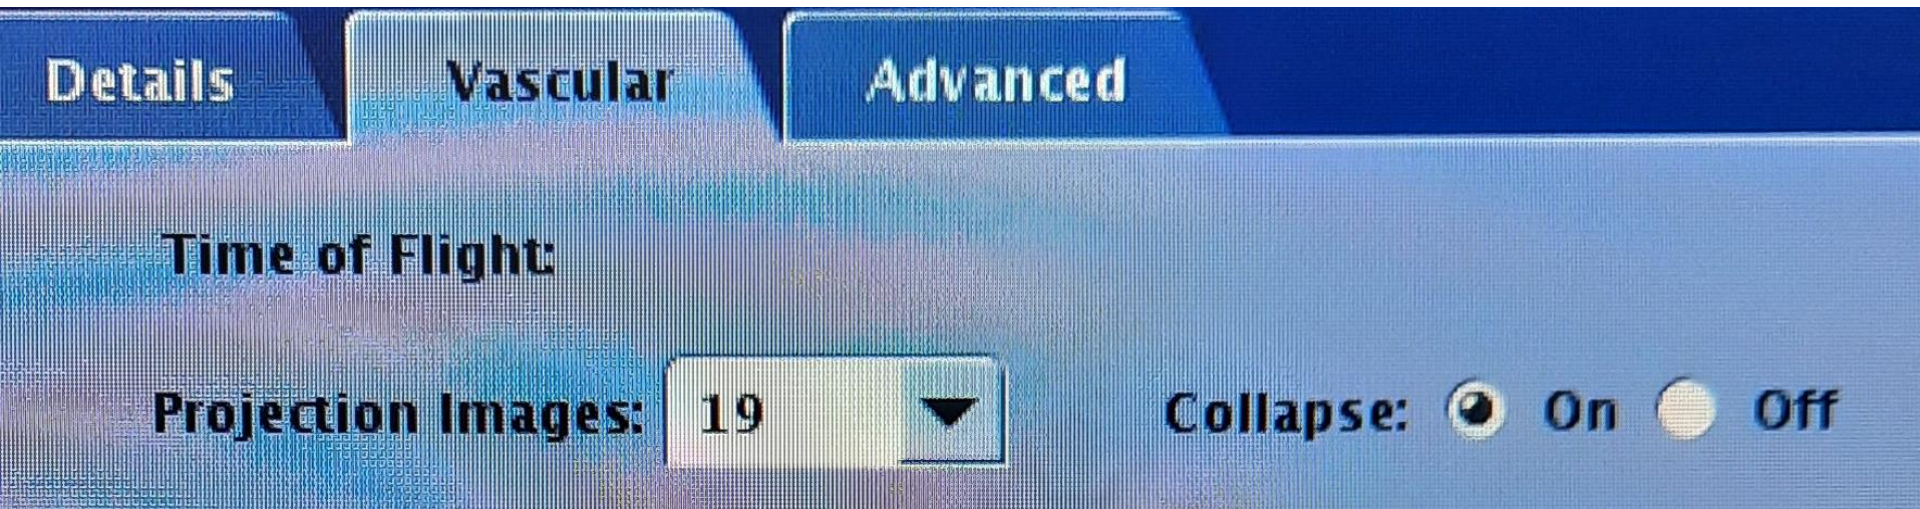 Details Vascular Advanced
Time of Flight:
Projection Images: 19 Collapse: On Off